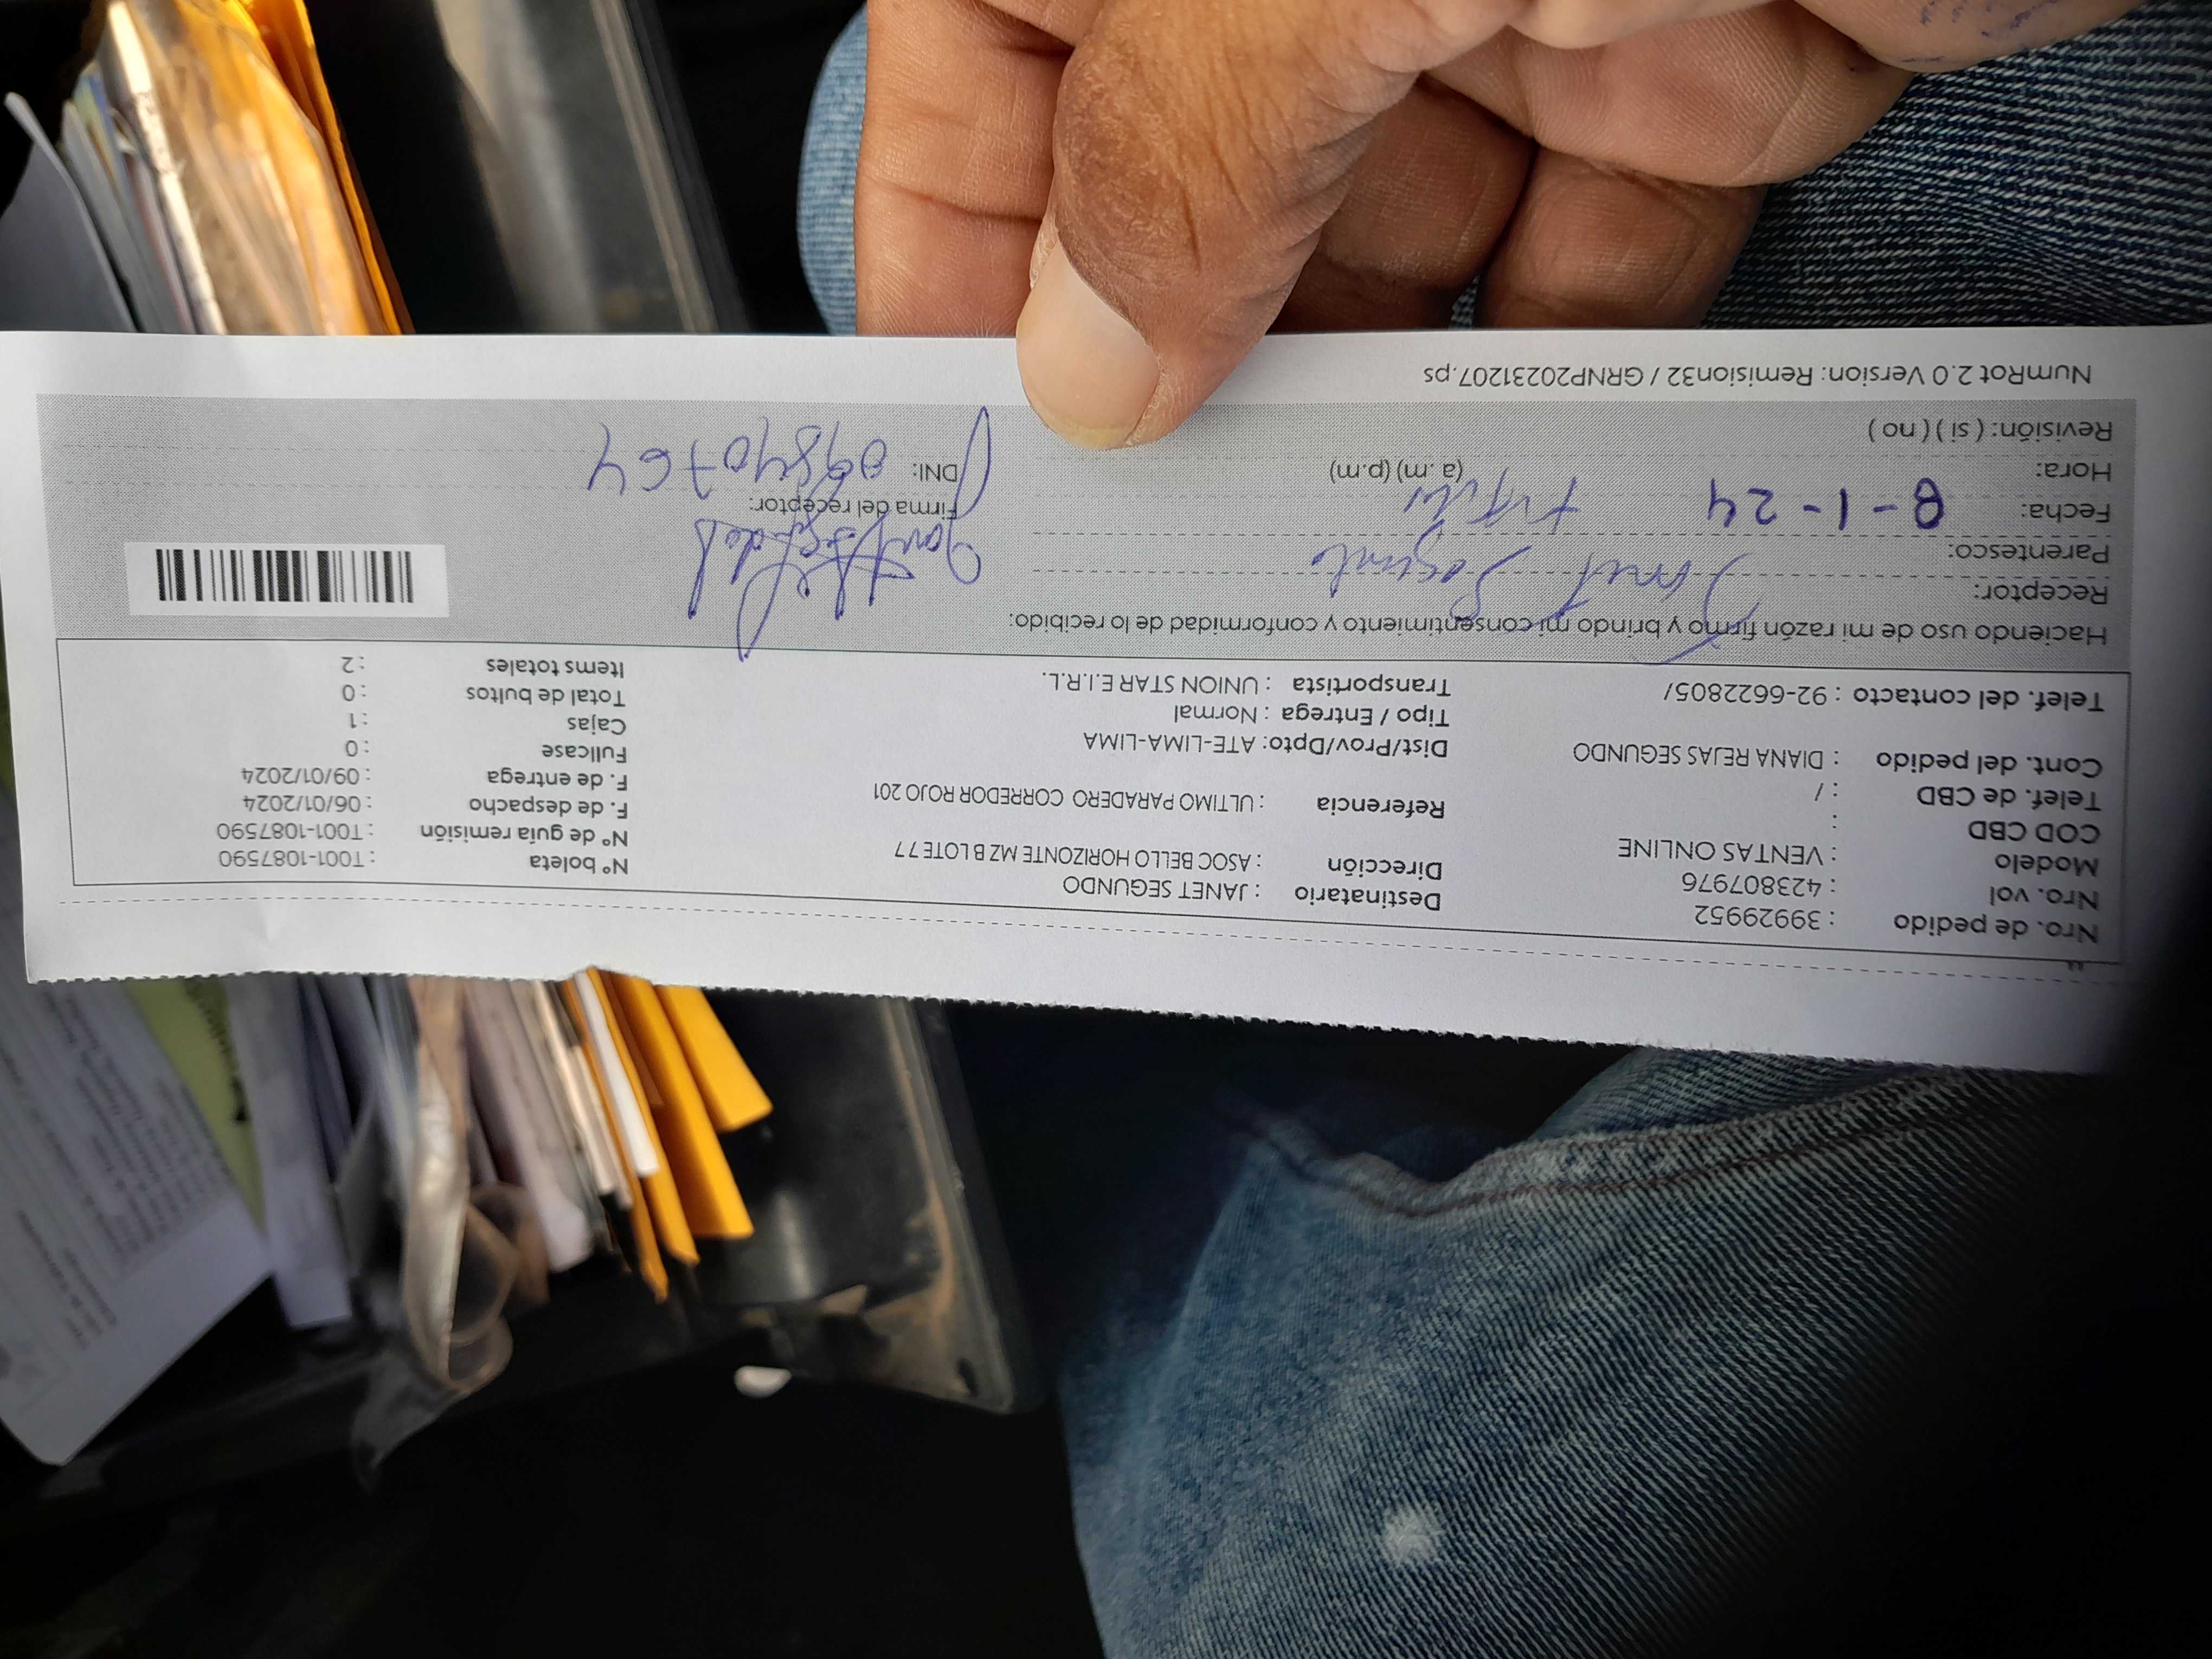 Nro. de pedido : 39929952
Nro. vol : 423807976
Modelo : VENTAS ONLINE
COD CBD :
Telef. de CBD : /
Cont. del pedido : DIANA REJAS SEGUNDO
Telef. del contacto : 92-6622805/
Destinatario : JANET SEGUNDO
Dirección : ASOC BELLO HORIZONTE MZ B LOTE 77
Referencia : ULTIMO PARADERO CORREDOR ROJO 201
Dist/Prov/Dpto: ATE-LIMA-LIMA
Tipo / Entrega : Normal
Transportista : UNION STAR E.I.R.L.
Nº boleta : T001-1087590
Nº de guía remisión : T001-1087590
F. de despacho : 06/01/2024
F. de entrega : 09/01/2024
Fullcase : 0
Cajas : 1
Total de bultos : 0
Items totales : 2
Haciendo uso de mi razón firmo y brindo mi consentimiento y conformidad de lo recibido:
Receptor: Janet Segundo
Parentesco:
Fecha: 8-1-24
Hora: (a.m) (p.m)
Revisión: ( si ) ( no )
Firma del receptor:
DNI: 09840764
NumRot 2.0 Version: Remision32 / GRNP20231207.ps